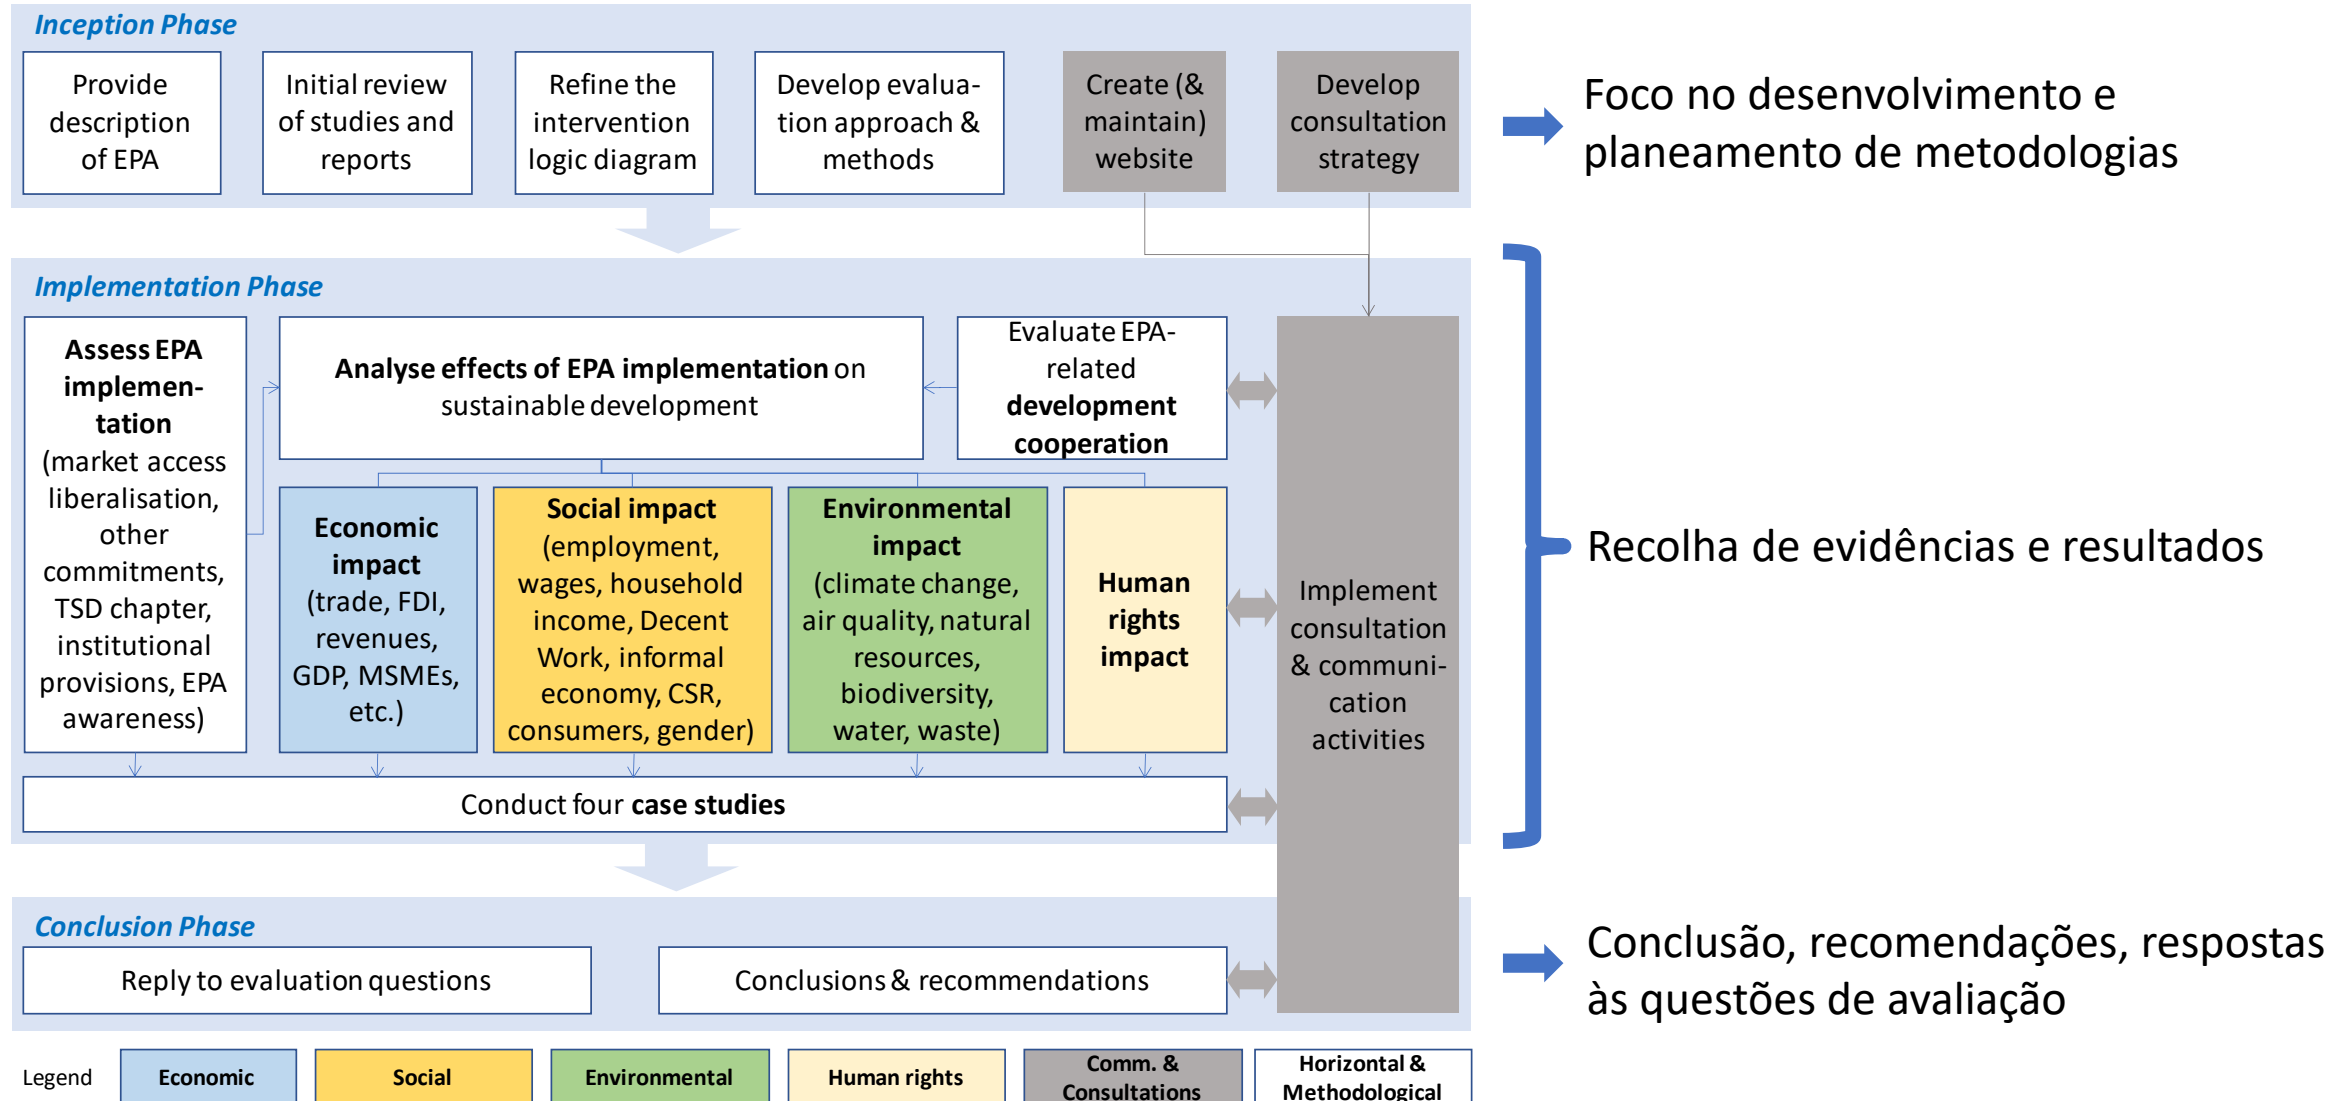 Inception Phase
Provide
description
of EPA
Initial review
of studies and
reports
Refine the
intervention
logic diagram
Develop evalua-
tion approach &
methods
Create (&
maintain)
website
Develop
consultation
strategy
Foco no desenvolvimento e
planeamento de metodologias
Implementation Phase
Assess EPA
implemen-
tation
(market access
liberalisation,
other
commitments,
TSD chapter,
institutional
provisions, EPA
awareness)
Analyse effects of EPA implementation on
sustainable development
Evaluate EPA-
related
development
cooperation
Economic
impact
(trade, FDI,
revenues,
GDP, MSMEs,
etc.)
Social impact
(employment,
wages, household
income, Decent
Work, informal
economy, CSR,
consumers, gender)
Environmental
impact
(climate change,
air quality, natural
resources,
biodiversity,
water, waste)
Human
rights
impact
Implement
consultation
& communi-
cation
activities
Conduct four case studies
Recolha de evidências e resultados
Conclusion Phase
Reply to evaluation questions
Conclusions & recommendations
Conclusão, recomendações, respostas
às questões de avaliação
Legend
Economic
Social
Environmental
Human rights
Comm. &
Consultations
Horizontal &
Methodological